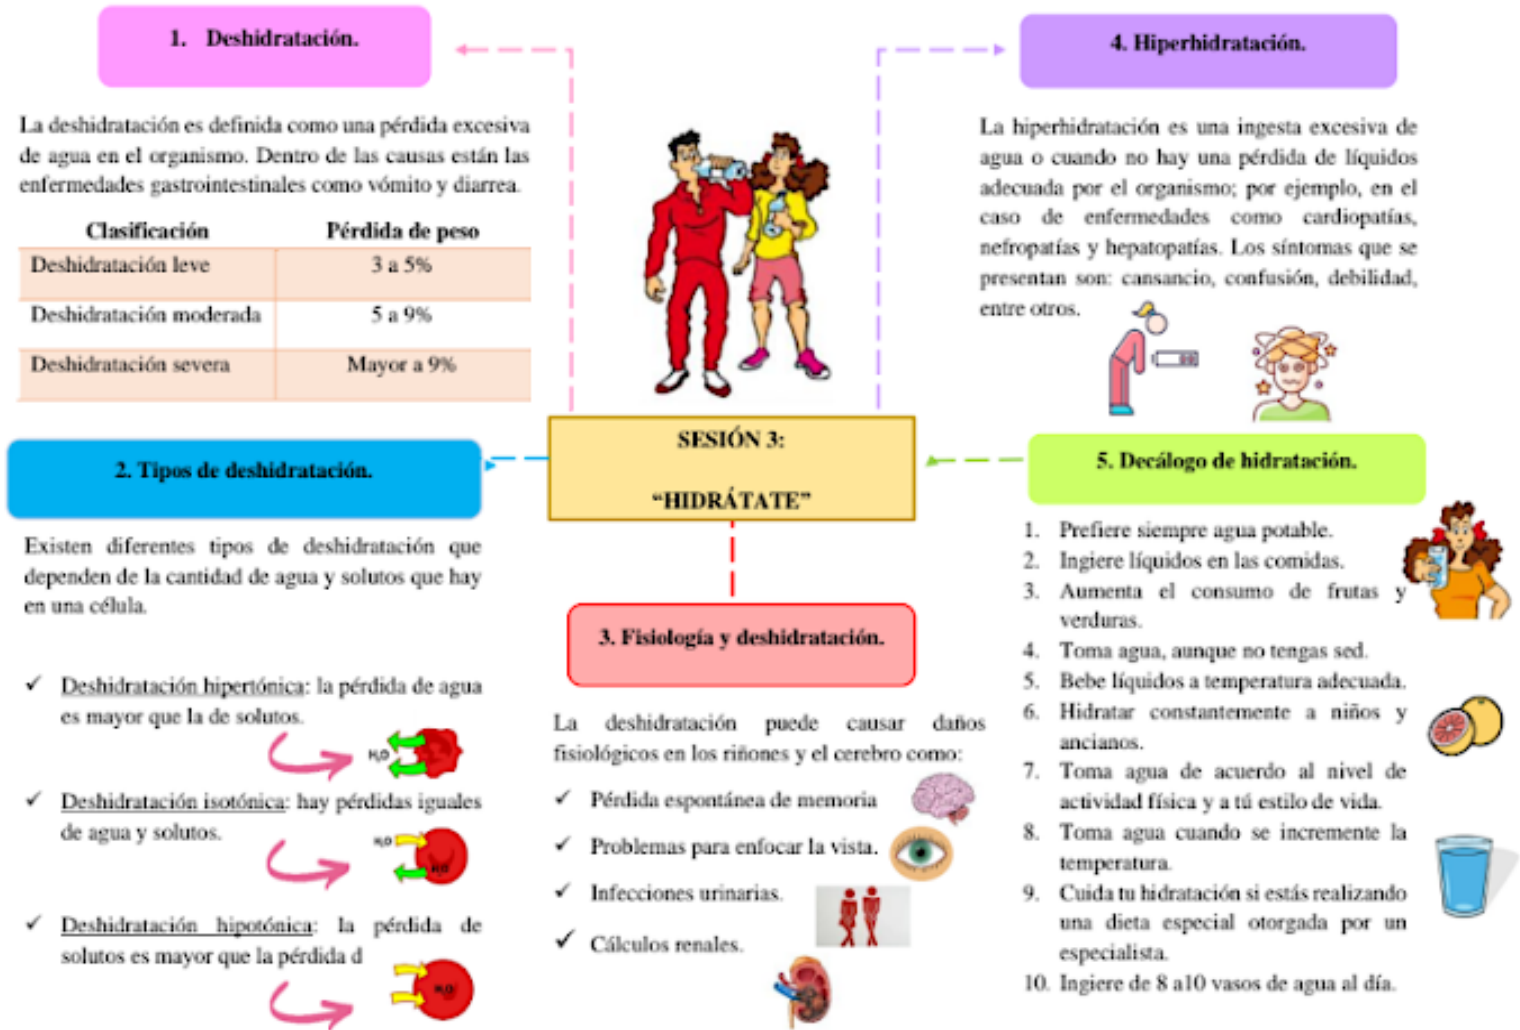 1. Deshidratación.
La deshidratación es definida como una pérdida excesiva
de agua en el organismo. Dentro de las causas están las
enfermedades gastrointestinales como vómito y diarrea.
Clasificación Pérdida de peso
Deshidratación leve 3 a 5%
Deshidratación moderada 5 a 9%
Deshidratación severa Mayor a 9%
2. Tipos de deshidratación.
Existen diferentes tipos de deshidratación que
dependen de la cantidad de agua y solutos que hay
en una célula.
✓ Deshidratación hipertónica: la pérdida de agua
es mayor que la de solutos.
H₂O
✓ Deshidratación isotónica: hay pérdidas iguales
de agua y solutos.
H₂O
H₂O
✓ Deshidratación hipotónica: la pérdida de
solutos es mayor que la pérdida d
H₂O
SESIÓN 3:
“HIDRÁTATE”
3. Fisiología y deshidratación.
La deshidratación puede causar daños
fisiológicos en los riñones y el cerebro como:
✓ Pérdida espontánea de memoria
✓ Problemas para enfocar la vista.
✓ Infecciones urinarias.
✓ Cálculos renales.
4. Hiperhidratación.
La hiperhidratación es una ingesta excesiva de
agua o cuando no hay una pérdida de líquidos
adecuada por el organismo; por ejemplo, en el
caso de enfermedades como cardiopatías,
nefropatías y hepatopatías. Los síntomas que se
presentan son: cansancio, confusión, debilidad,
entre otros.
5. Decálogo de hidratación.
1. Prefiere siempre agua potable.
2. Ingiere líquidos en las comidas.
3. Aumenta el consumo de frutas y
verduras.
4. Toma agua, aunque no tengas sed.
5. Bebe líquidos a temperatura adecuada.
6. Hidratar constantemente a niños y
ancianos.
7. Toma agua de acuerdo al nivel de
actividad física y a tú estilo de vida.
8. Toma agua cuando se incremente la
temperatura.
9. Cuida tu hidratación si estás realizando
una dieta especial otorgada por un
especialista.
10. Ingiere de 8 a10 vasos de agua al día.